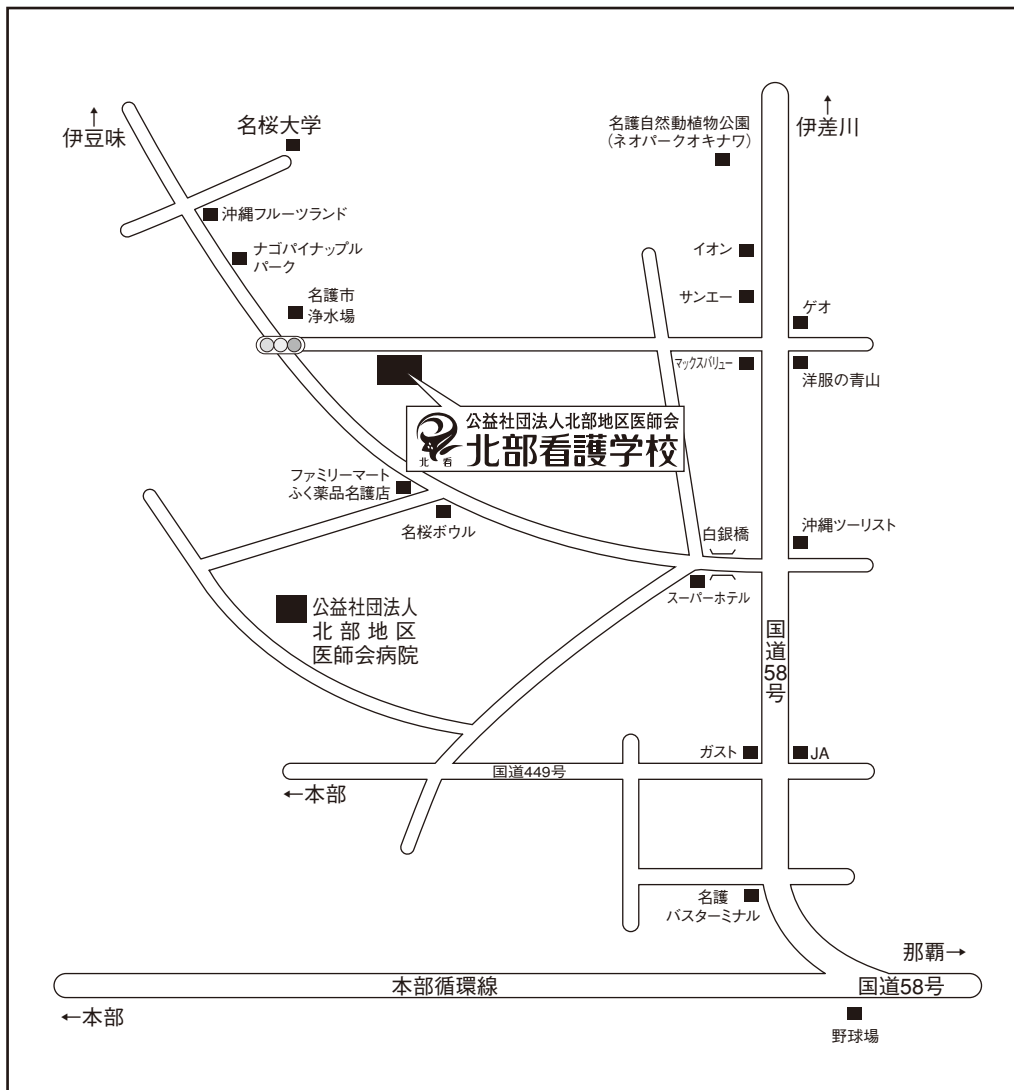 ↑
伊豆味
名桜大学
名護自然動植物公園
(ネオパークオキナワ)
↑
伊差川
沖縄フルーツランド
ナゴパイナップル
パーク
イオン
名護市
浄水場
サンエー
ゲオ
マックスバリュー
洋服の青山
公益社団法人北部地区医師会
北部看護学校
北看
ファミリーマート
ふく薬品名護店
名桜ボウル
白銀橋
沖縄ツーリスト
スーパーホテル
公益社団法人
北部地区
医師会病院
国道58号
ガスト
JA
国道449号
←本部
名護
バスターミナル
那覇→
本部循環線
国道58号
←本部
野球場